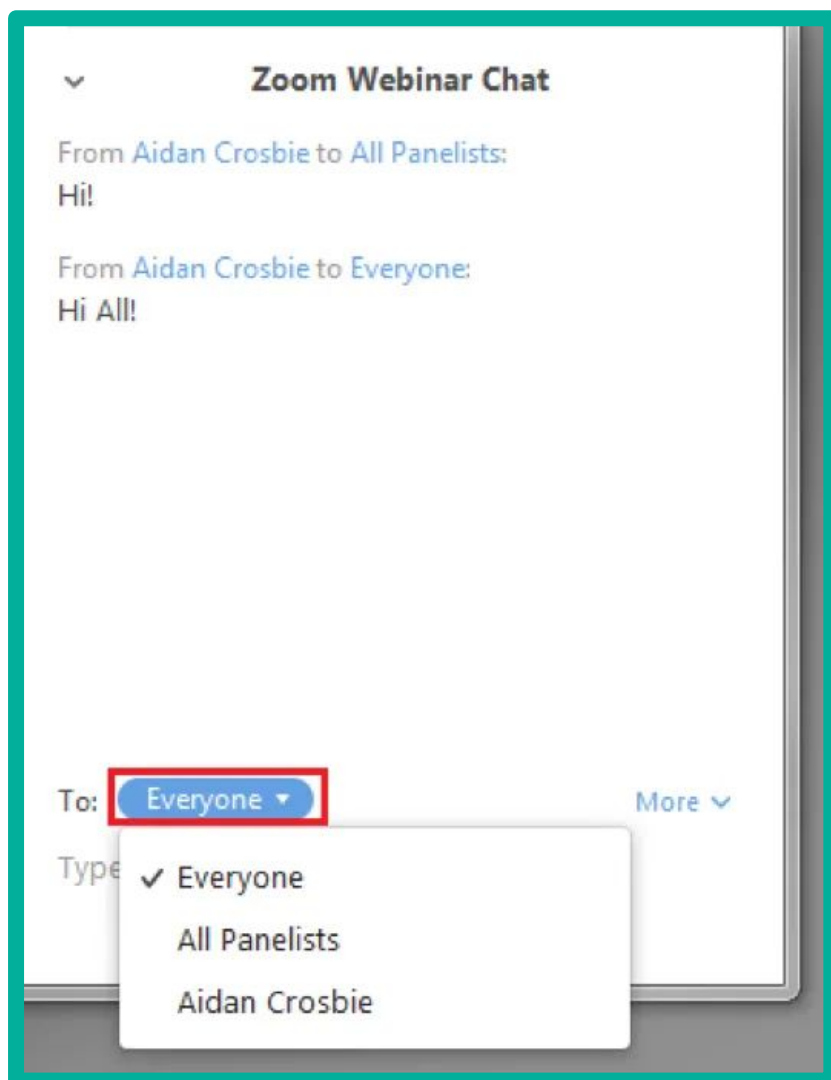 Zoom Webinar Chat
From Aidan Crosbie to All Panelists:
Hi!
From Aidan Crosbie to Everyone:
Hi All!
To: Everyone
More
Type
Everyone
All Panelists
Aidan Crosbie